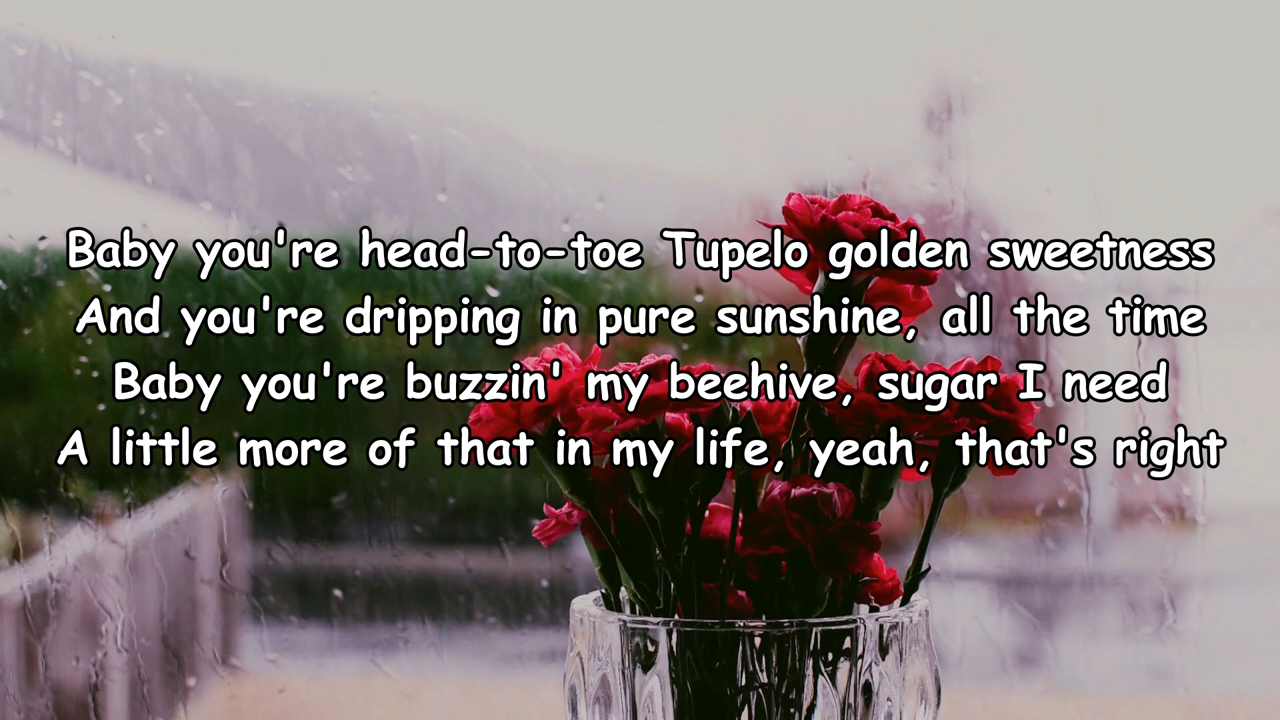 Baby you're head-to-toe Tupelo golden sweetness
And you're dripping in pure sunshine, all the time
Baby you're buzzin' my beehive, sugar I need
A little more of that in my life, yeah, that's right